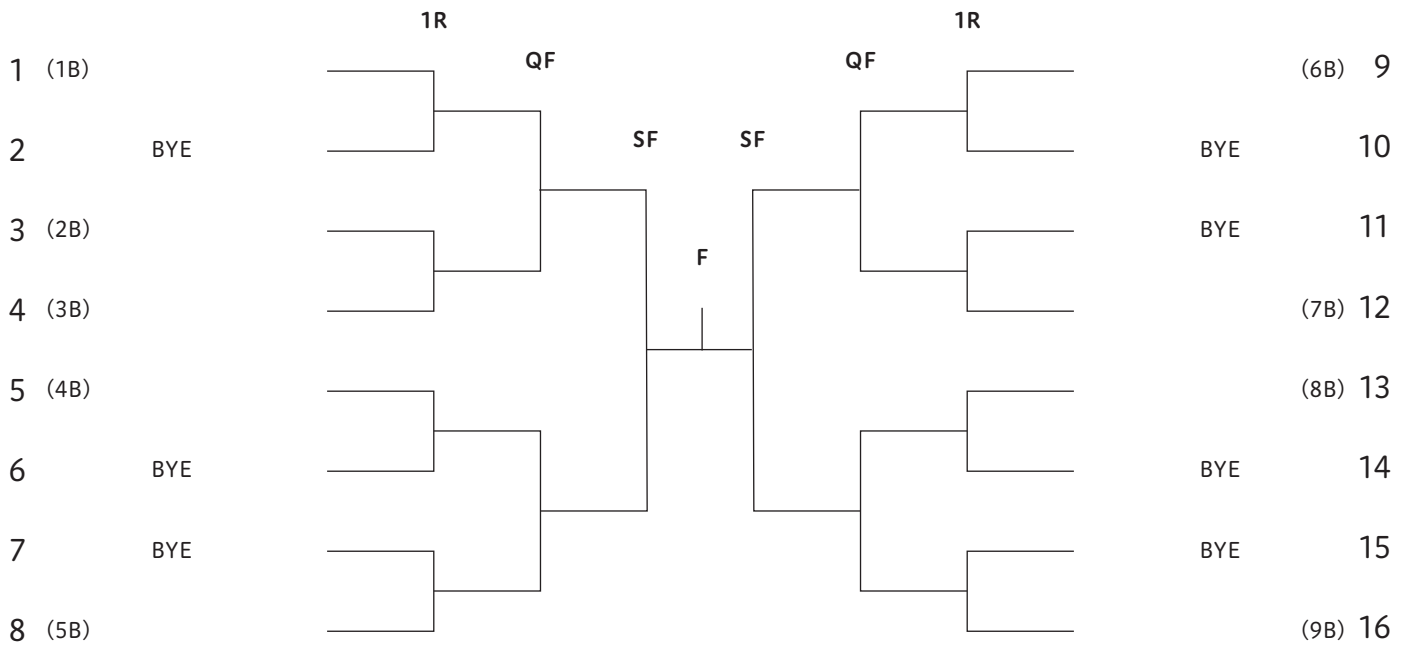 1R 1R
QF QF
1 (1B) (6B) 9
SF SF
2 BYE BYE 10
3 (2B) BYE 11
F
4 (3B) (7B) 12
5 (4B) (8B) 13
6 BYE BYE 14
7 BYE BYE 15
8 (5B) (9B) 16